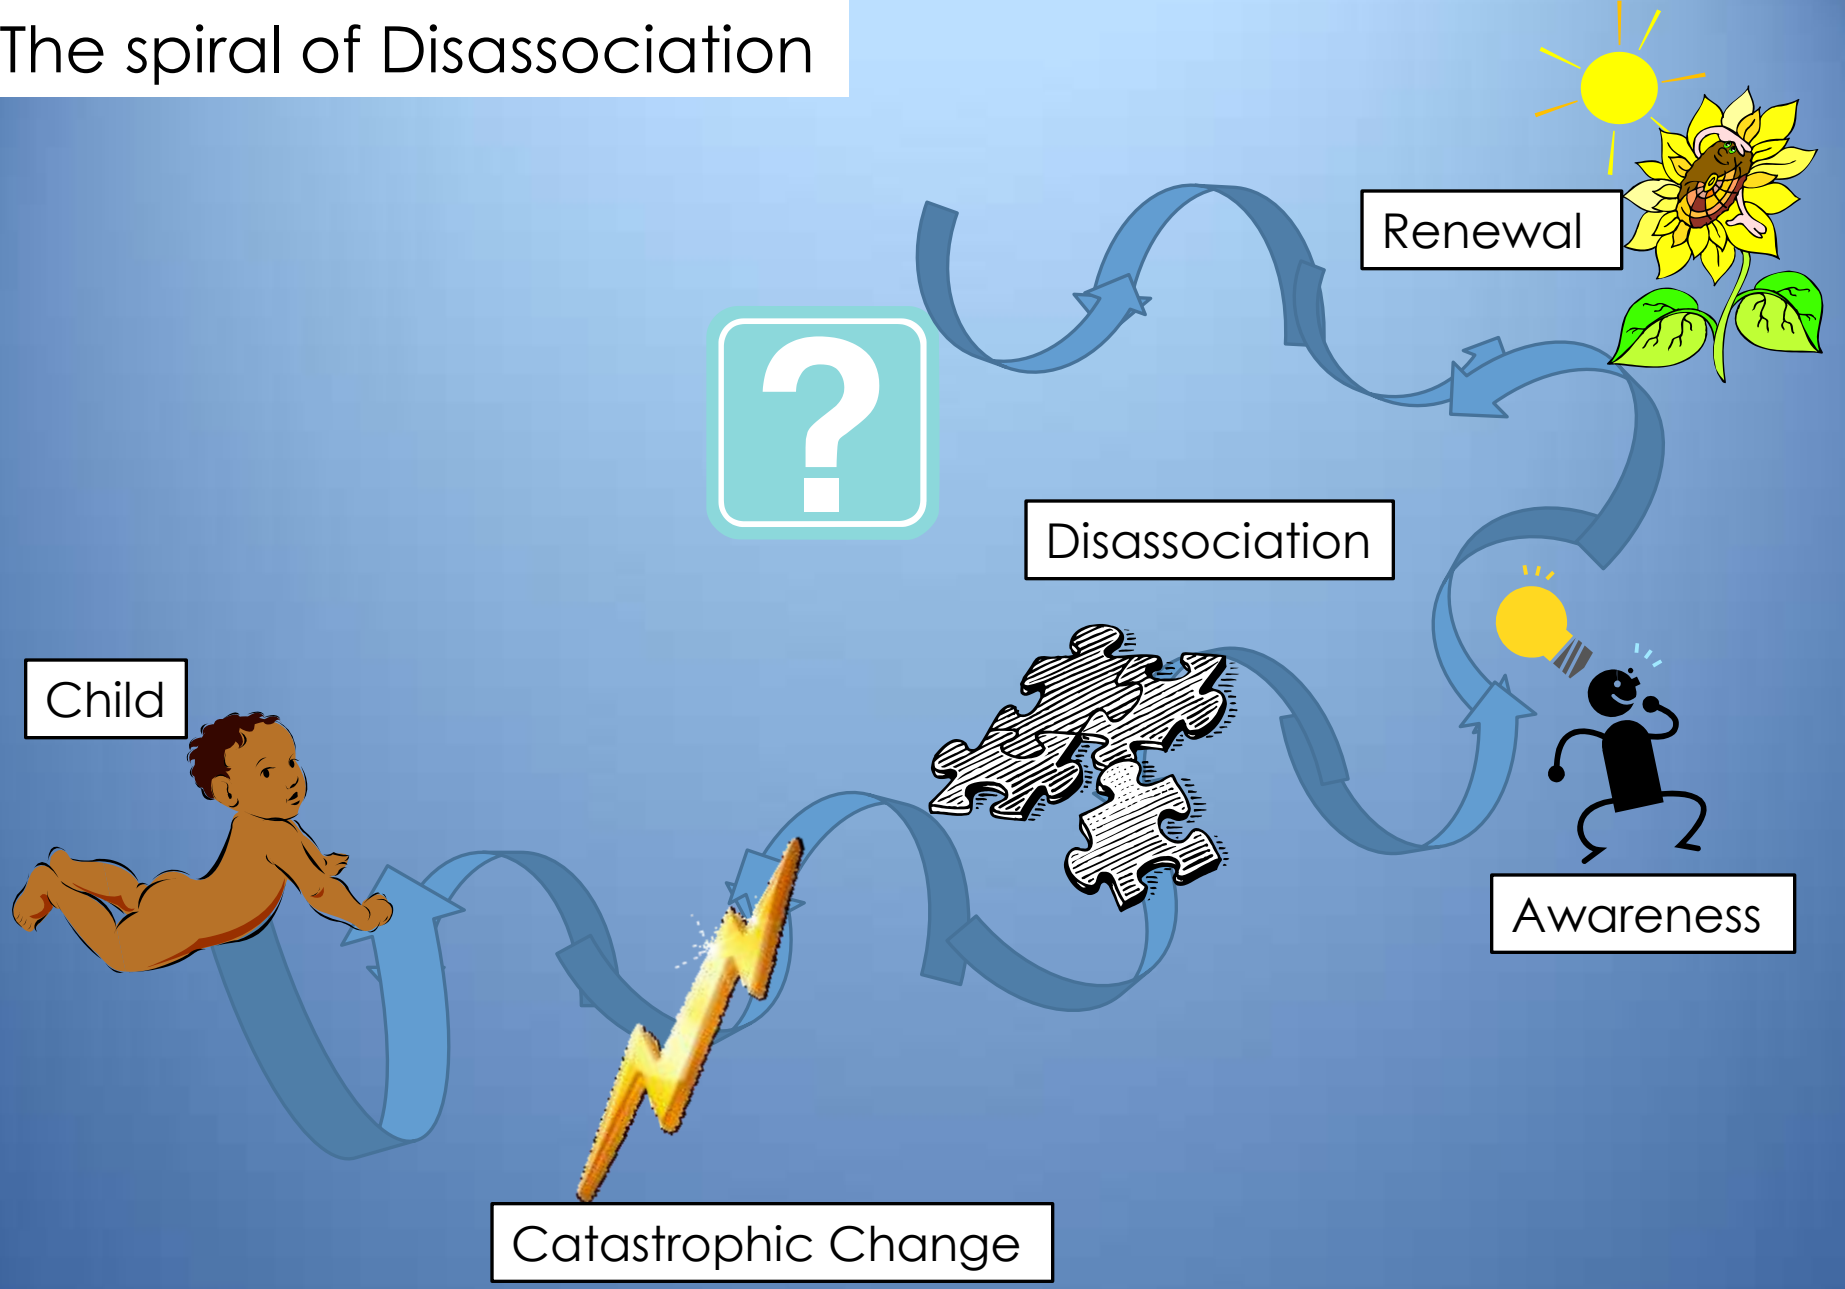 The spiral of Disassociation
Renewal
?
Disassociation
Child
Awareness
Catastrophic Change